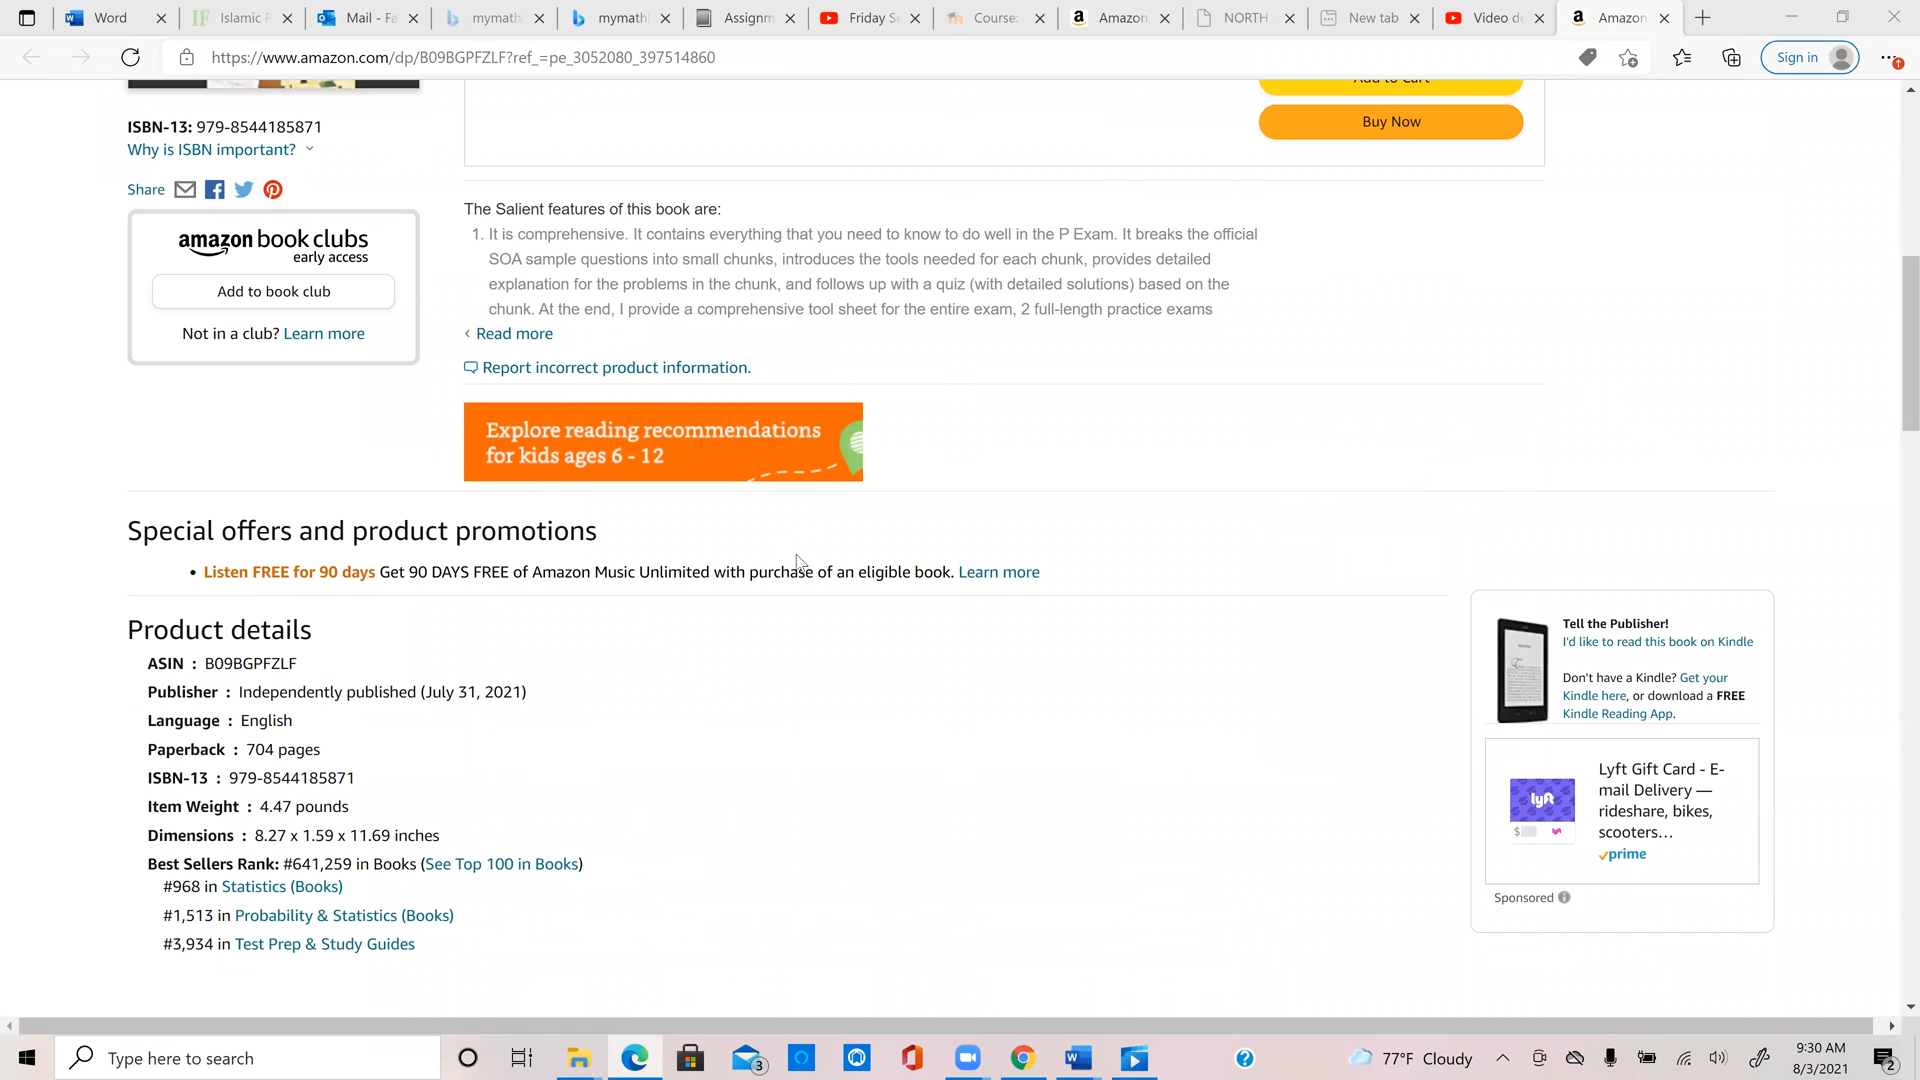 Word
Islamic F
Mail - Fa
mymath
mymath
Assignm
Friday Se
Course:
Amazon
NORTH
New tab
Video de
Amazon
https://www.amazon.com/dp/B09BGPFZLF?ref_=pe_3052080_397514860
Sign in
Add to Cart
Buy Now
ISBN-13: 979-8544185871
Why is ISBN important?
Share
amazon book clubs
early access
Add to book club
Not in a club? Learn more
The Salient features of this book are:
1. It is comprehensive. It contains everything that you need to know to do well in the P Exam. It breaks the official
SOA sample questions into small chunks, introduces the tools needed for each chunk, provides detailed
explanation for the problems in the chunk, and follows up with a quiz (with detailed solutions) based on the
chunk. At the end, I provide a comprehensive tool sheet for the entire exam, 2 full-length practice exams
Read more
Report incorrect product information.
Explore reading recommendations
for kids ages 6 - 12
Special offers and product promotions
• Listen FREE for 90 days Get 90 DAYS FREE of Amazon Music Unlimited with purchase of an eligible book. Learn more
Product details
ASIN : B09BGPFZLF
Publisher : Independently published (July 31, 2021)
Language : English
Paperback : 704 pages
ISBN-13 : 979-8544185871
Item Weight : 4.47 pounds
Dimensions : 8.27 x 1.59 x 11.69 inches
Best Sellers Rank: #641,259 in Books (See Top 100 in Books)
#968 in Statistics (Books)
#1,513 in Probability & Statistics (Books)
#3,934 in Test Prep & Study Guides
Tell the Publisher!
I'd like to read this book on Kindle
Don't have a Kindle? Get your
Kindle here, or download a FREE
Kindle Reading App.
lyft
$
Lyft Gift Card - E-
mail Delivery —
rideshare, bikes,
scooters…
prime
Sponsored
Type here to search
3
77°F Cloudy
9:30 AM
8/3/2021
2